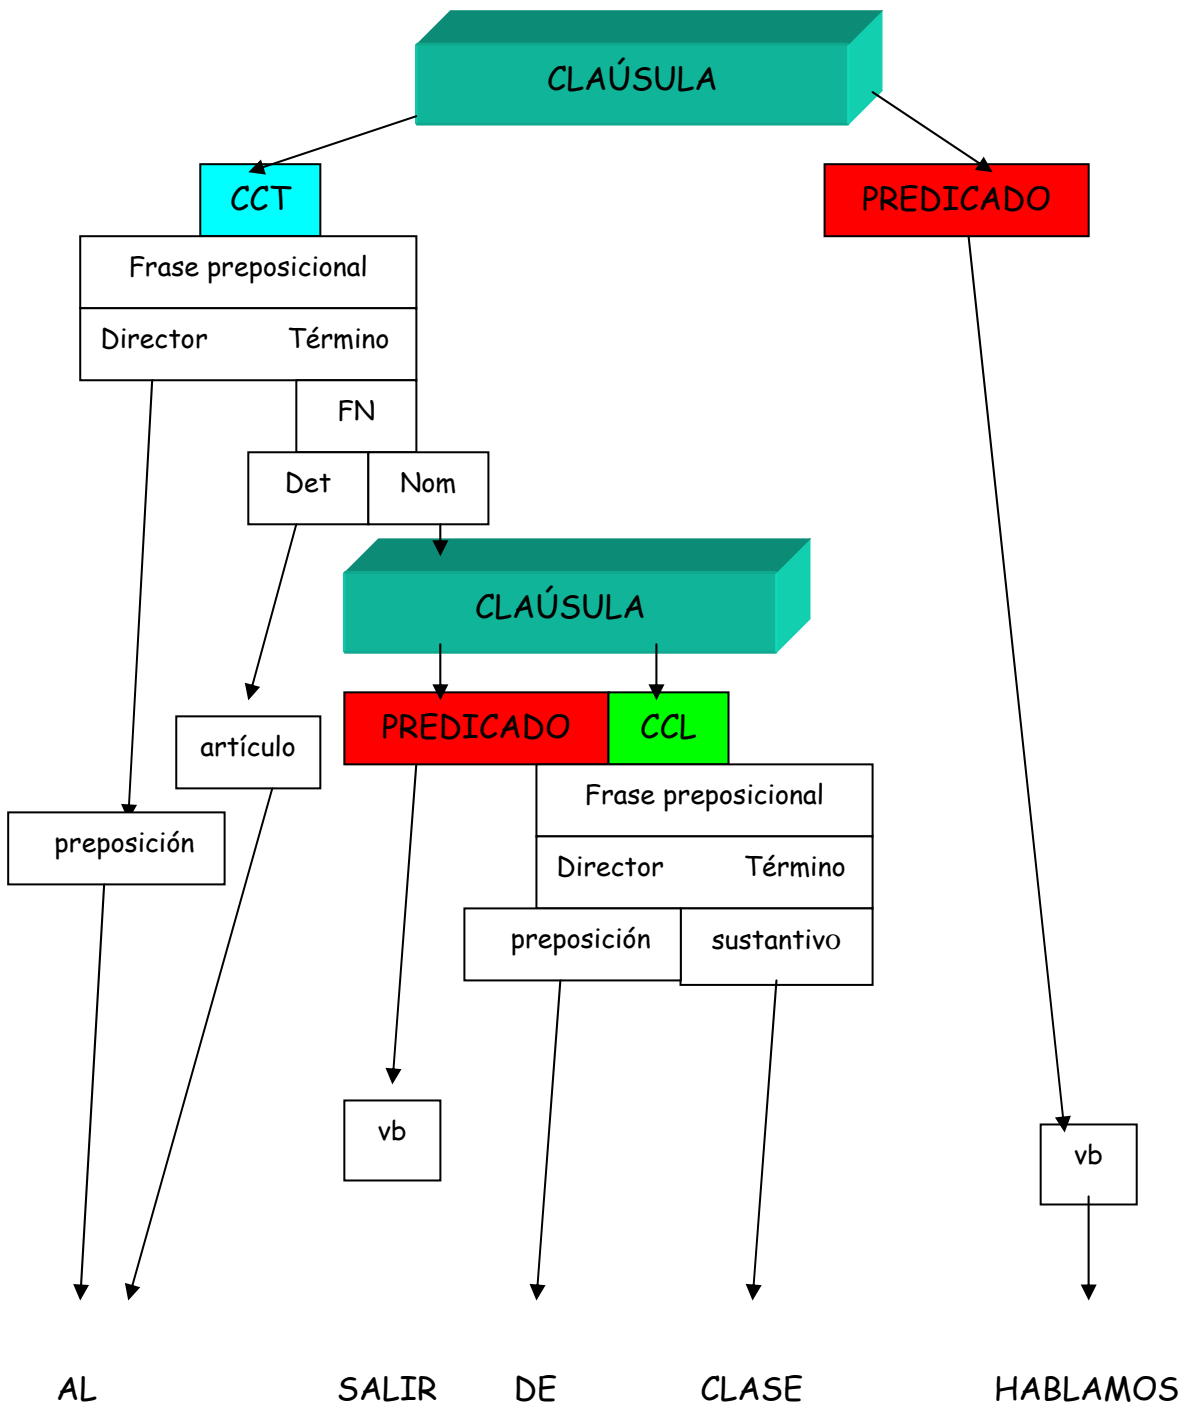 CLAÚSULA
CCT PREDICADO
Frase preposicional
Director Término
FN
Det Nom
CLAÚSULA
PREDICADO CCL
artículo
Frase preposicional
preposición
Director Término
preposición sustantivo
vb
vb
AL SALIR DE CLASE HABLAMOS